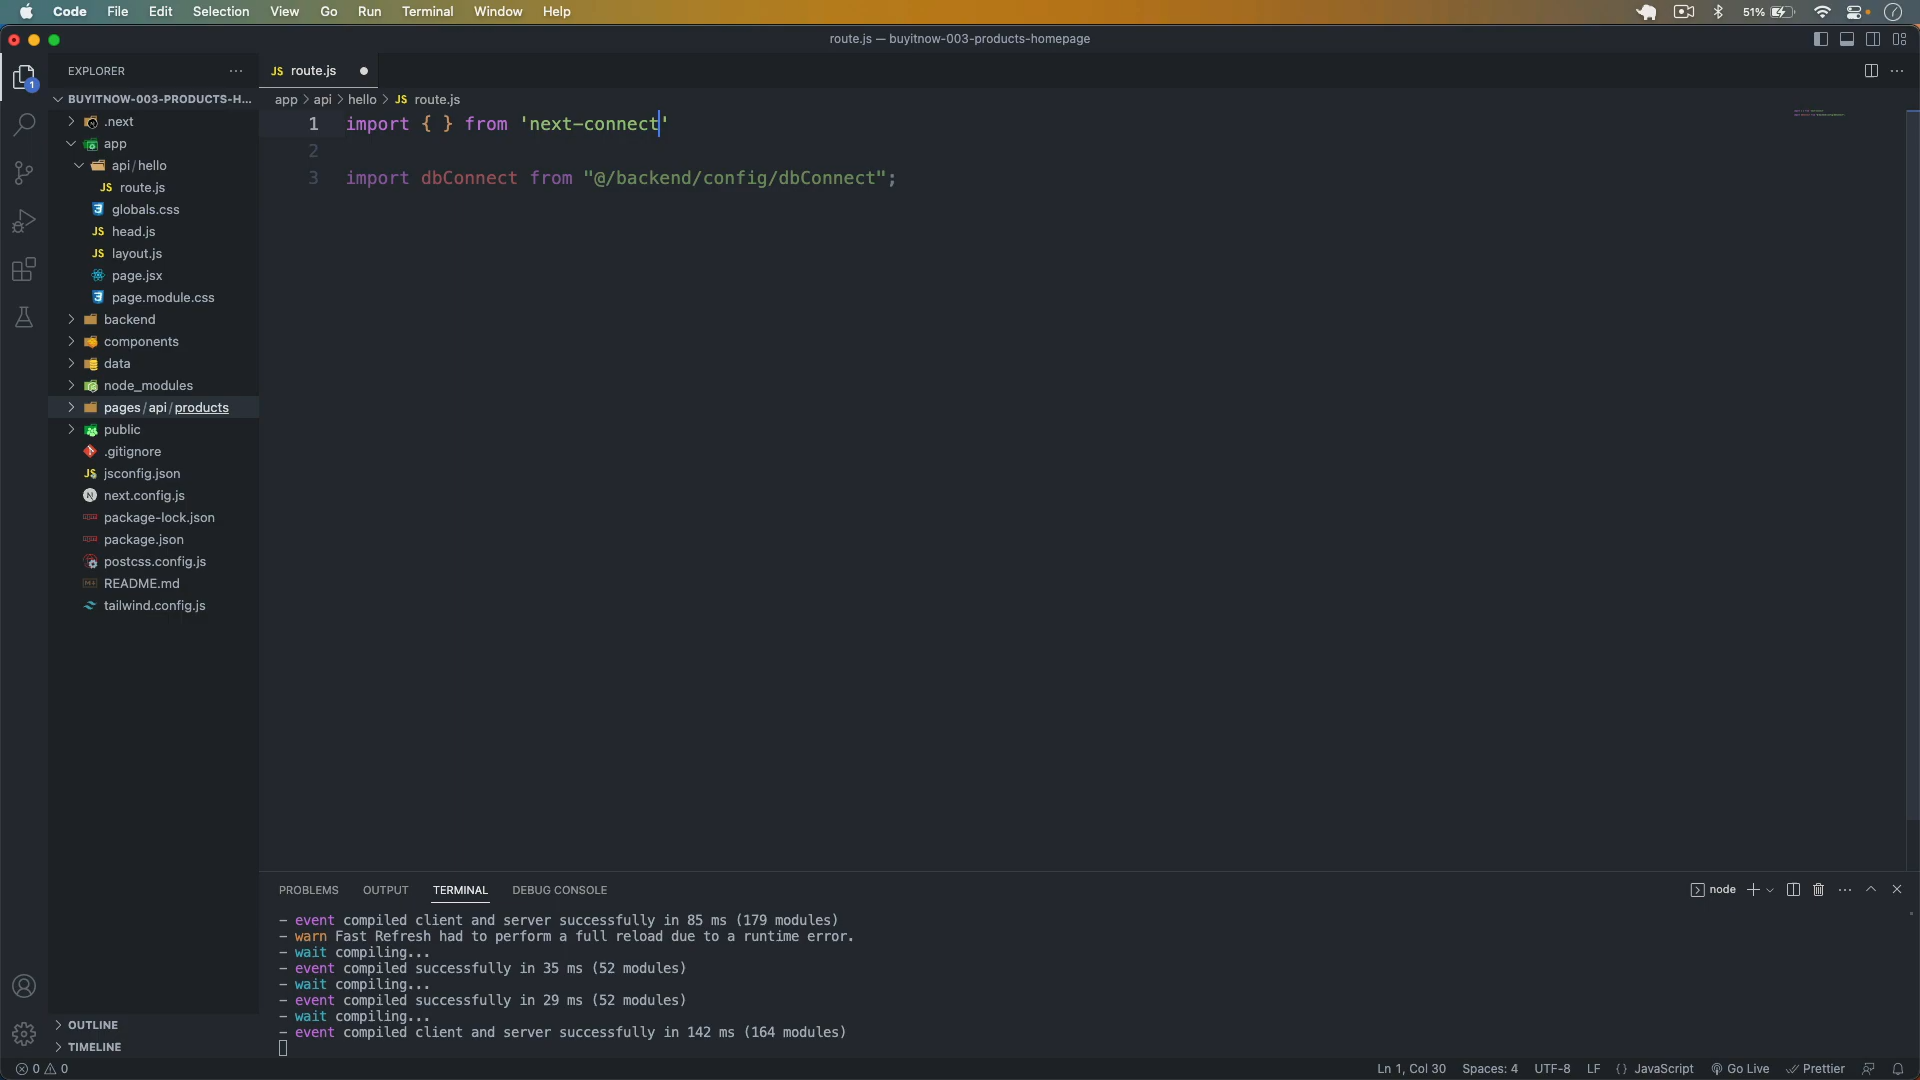 Code File Edit Selection View Go Run Terminal Window Help
51%
route.js — buyitnow-003-products-homepage
EXPLORER
JS route.js
1
BUYITNOW-003-PRODUCTS-H...
app > api > hello > JS route.js
.next
app
api/hello
JS route.js
globals.css
JS head.js
JS layout.js
page.jsx
page.module.css
backend
components
data
node_modules
pages/api/products
public
.gitignore
JS jsconfig.json
next.config.js
package-lock.json
package.json
postcss.config.js
README.md
tailwind.config.js
OUTLINE
TIMELINE
1 import { } from 'next-connect'
2
3 import dbConnect from "@/backend/config/dbConnect";
PROBLEMS OUTPUT TERMINAL DEBUG CONSOLE
node
- event compiled client and server successfully in 85 ms (179 modules)
- warn Fast Refresh had to perform a full reload due to a runtime error.
- wait compiling...
- event compiled successfully in 35 ms (52 modules)
- wait compiling...
- event compiled successfully in 29 ms (52 modules)
- wait compiling...
- event compiled client and server successfully in 142 ms (164 modules)
0 0
Ln 1, Col 30 Spaces: 4 UTF-8 LF {} JavaScript Go Live Prettier